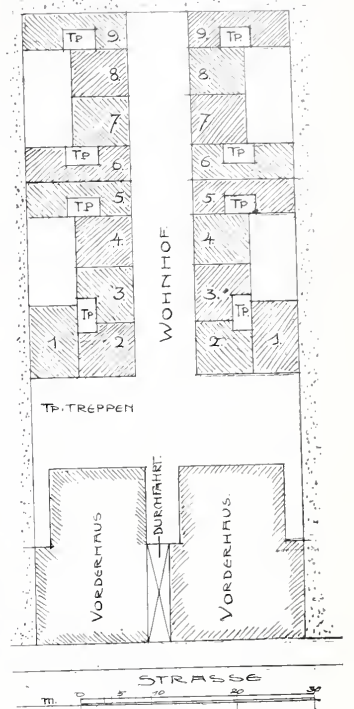 9. Tp
Tp 9.
8.
8.
7
7
6. Tp
6. Tp
5. Tp
5. Tp
4.
4.
3.
3.
Tp
Tp
1
2
2
1.
WOHNHOF
Tp. TREPPEN
DURCHFAHRT.
VORDERHAUS
VORDERHAUS.
STRASSE
m. 0 5 10 20 30